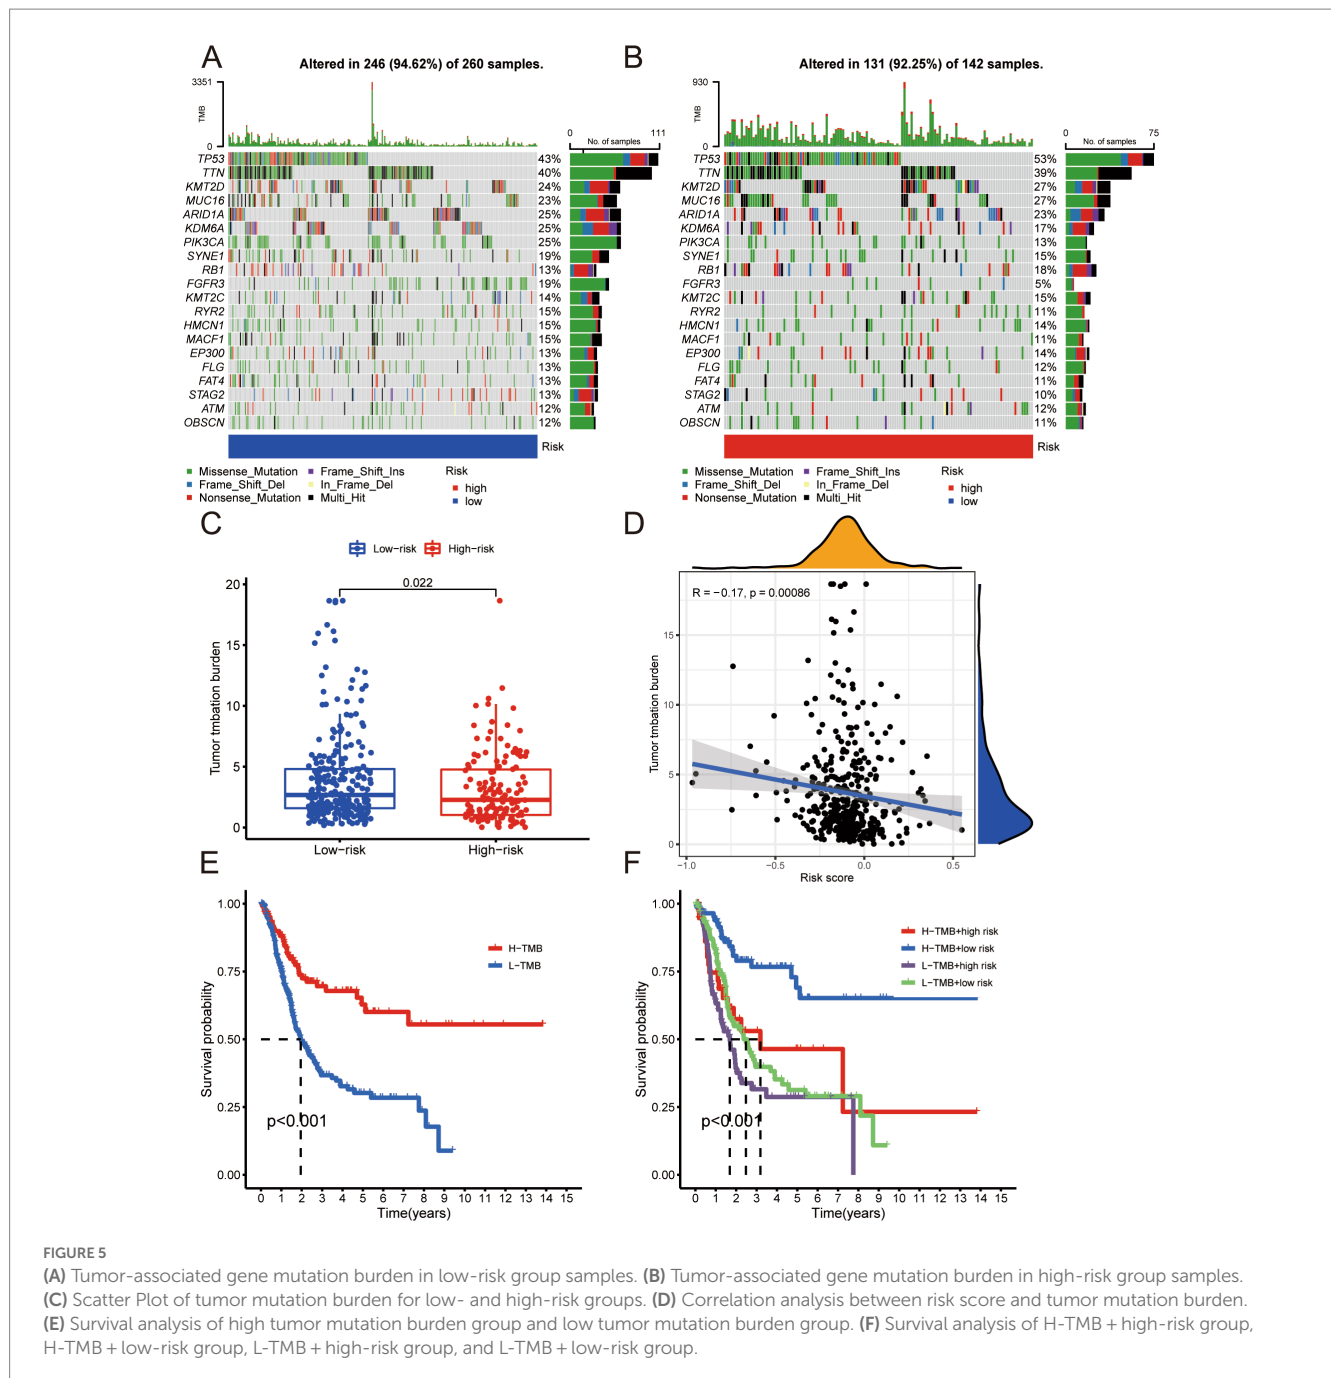 A
Altered in 246 (94.62%) of 260 samples.
3351
TMB
0
0 111
No. of samples
TP53 43%
TTN 40%
KMT2D 24%
MUC16 23%
ARID1A 25%
KDM6A 25%
PIK3CA 25%
SYNE1 19%
RB1 13%
FGFR3 19%
KMT2C 14%
RYR2 15%
HMCN1 15%
MACF1 15%
EP300 13%
FLG 13%
FAT4 13%
STAG2 13%
ATM 12%
OBSCN 12%
Risk
Missense_Mutation Frame_Shift_Ins Risk
Frame_Shift_Del In_Frame_Del high
Nonsense_Mutation Multi_Hit low
B
Altered in 131 (92.25%) of 142 samples.
930
TMB
0
0 75
No. of samples
TP53 53%
TTN 39%
KMT2D 27%
MUC16 27%
ARID1A 23%
KDM6A 17%
PIK3CA 13%
SYNE1 15%
RB1 18%
FGFR3 5%
KMT2C 15%
RYR2 11%
HMCN1 14%
MACF1 11%
EP300 14%
FLG 12%
FAT4 11%
STAG2 10%
ATM 12%
OBSCN 11%
Risk
Missense_Mutation Frame_Shift_Ins Risk
Frame_Shift_Del In_Frame_Del high
Nonsense_Mutation Multi_Hit low
C
Low-risk High-risk
0.022
Tumor tmbation burden
20
15
10
5
0
Low-risk High-risk
D
R = −0.17, p = 0.00086
Tumor tmbation burden
15
10
5
0
−1.0 −0.5 0.0 0.5
Risk score
E
H-TMB
L-TMB
Survival probability
1.00
0.75
0.50
0.25
0.00
p<0.001
0 1 2 3 4 5 6 7 8 9 10 11 12 13 14 15
Time(years)
F
H-TMB+high risk
H-TMB+low risk
L-TMB+high risk
L-TMB+low risk
Survival probability
1.00
0.75
0.50
0.25
0.00
p<0.001
0 1 2 3 4 5 6 7 8 9 10 11 12 13 14 15
Time(years)
FIGURE 5
(A) Tumor-associated gene mutation burden in low-risk group samples. (B) Tumor-associated gene mutation burden in high-risk group samples.
(C) Scatter Plot of tumor mutation burden for low- and high-risk groups. (D) Correlation analysis between risk score and tumor mutation burden.
(E) Survival analysis of high tumor mutation burden group and low tumor mutation burden group. (F) Survival analysis of H-TMB + high-risk group,
H-TMB + low-risk group, L-TMB + high-risk group, and L-TMB + low-risk group.